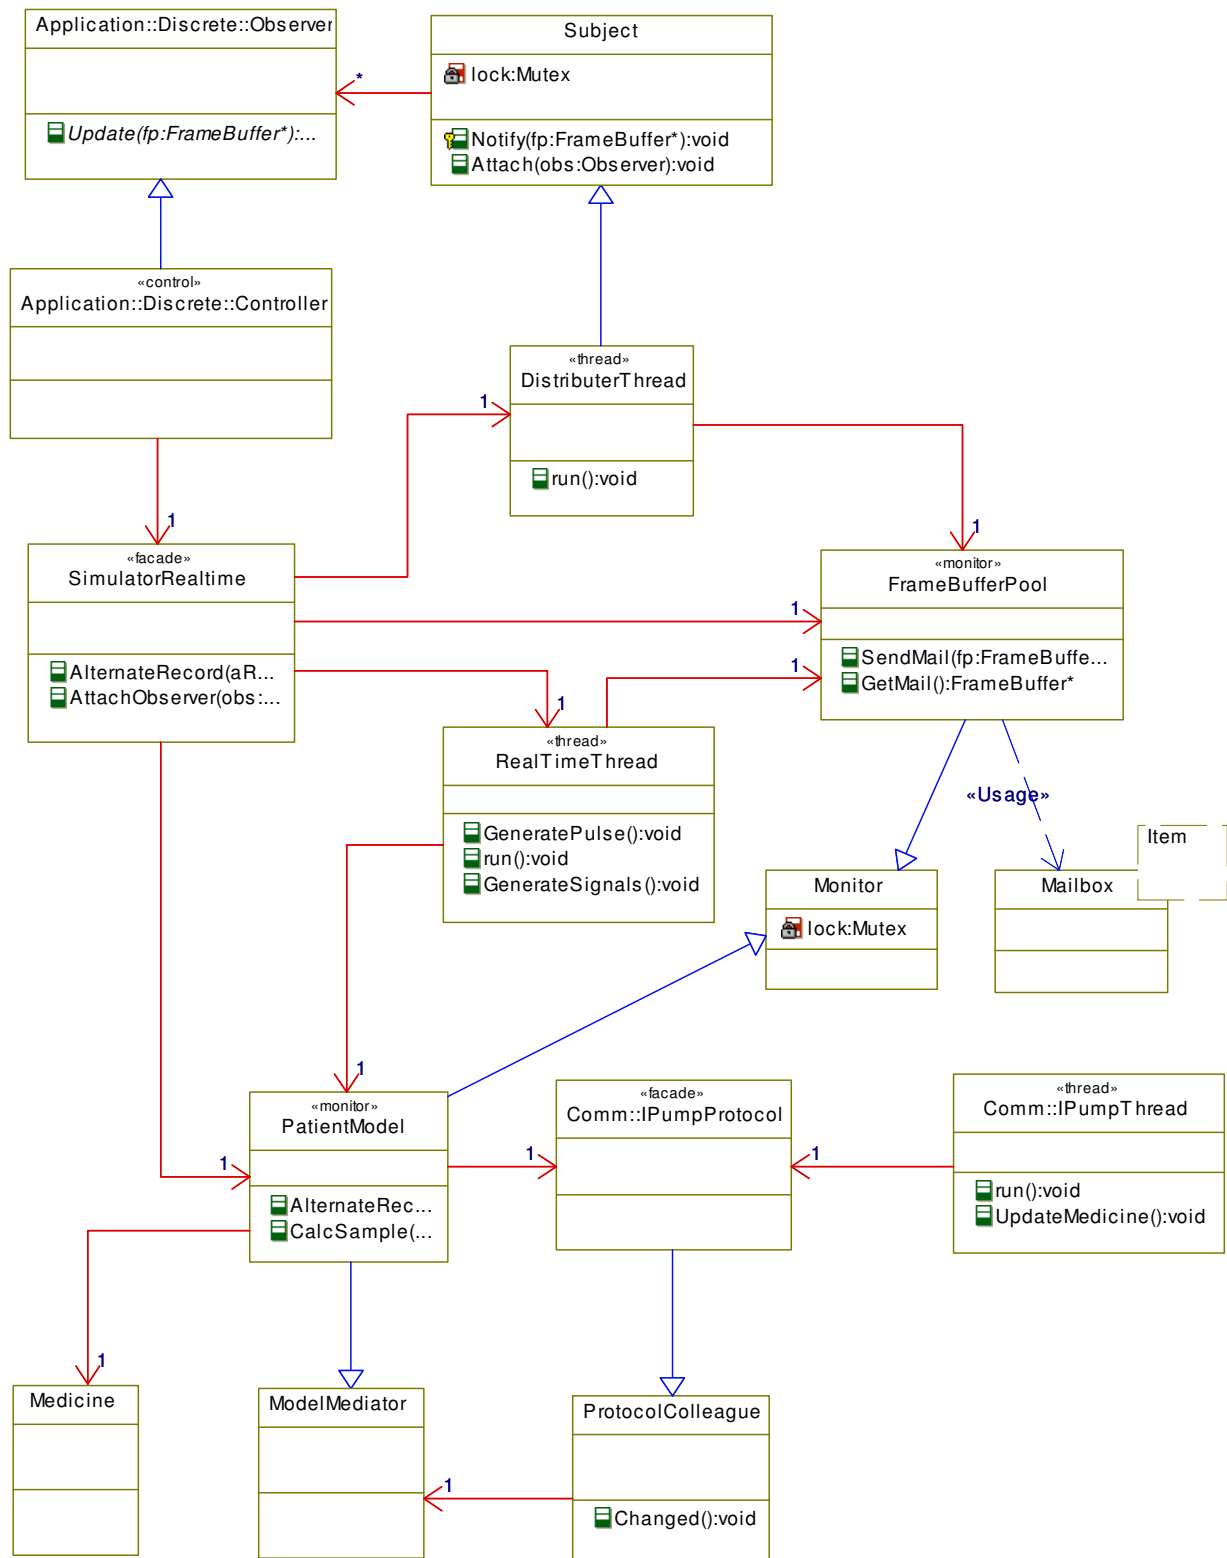 Application::Discrete::Observer
Update(fp:FrameBuffer*):...
*
Subject
lock:Mutex
Notify(fp:FrameBuffer*):void
Attach(obs:Observer):void
«control»
Application::Discrete::Controller
«thread»
DistributerThread
run():void
1
1
1
«facade»
SimulatorRealtime
AlternateRecord(aR...
AttachObserver(obs:...
«monitor»
FrameBufferPool
SendMail(fp:FrameBuffe...
GetMail():FrameBuffer*
1
1
1
«thread»
RealTimeThread
GeneratePulse():void
run():void
GenerateSignals():void
«Usage»
Item
Monitor
lock:Mutex
Mailbox
1
1
«monitor»
PatientModel
AlternateRec...
CalcSample(...
1
«facade»
Comm::IPumpProtocol
1
«thread»
Comm::IPumpThread
run():void
UpdateMedicine():void
1
Medicine
ModelMediator
1
ProtocolColleague
Changed():void